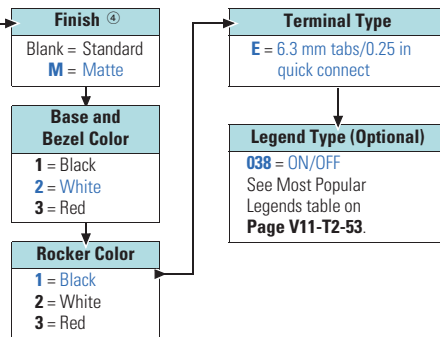 Finish ④
Blank = Standard
M = Matte
Base and
Bezel Color
1 = Black
2 = White
3 = Red
Rocker Color
1 = Black
2 = White
3 = Red
Terminal Type
E = 6.3 mm tabs/0.25 in
quick connect
Legend Type (Optional)
038 = ON/OFF
See Most Popular
Legends table on
Page V11-T2-53.